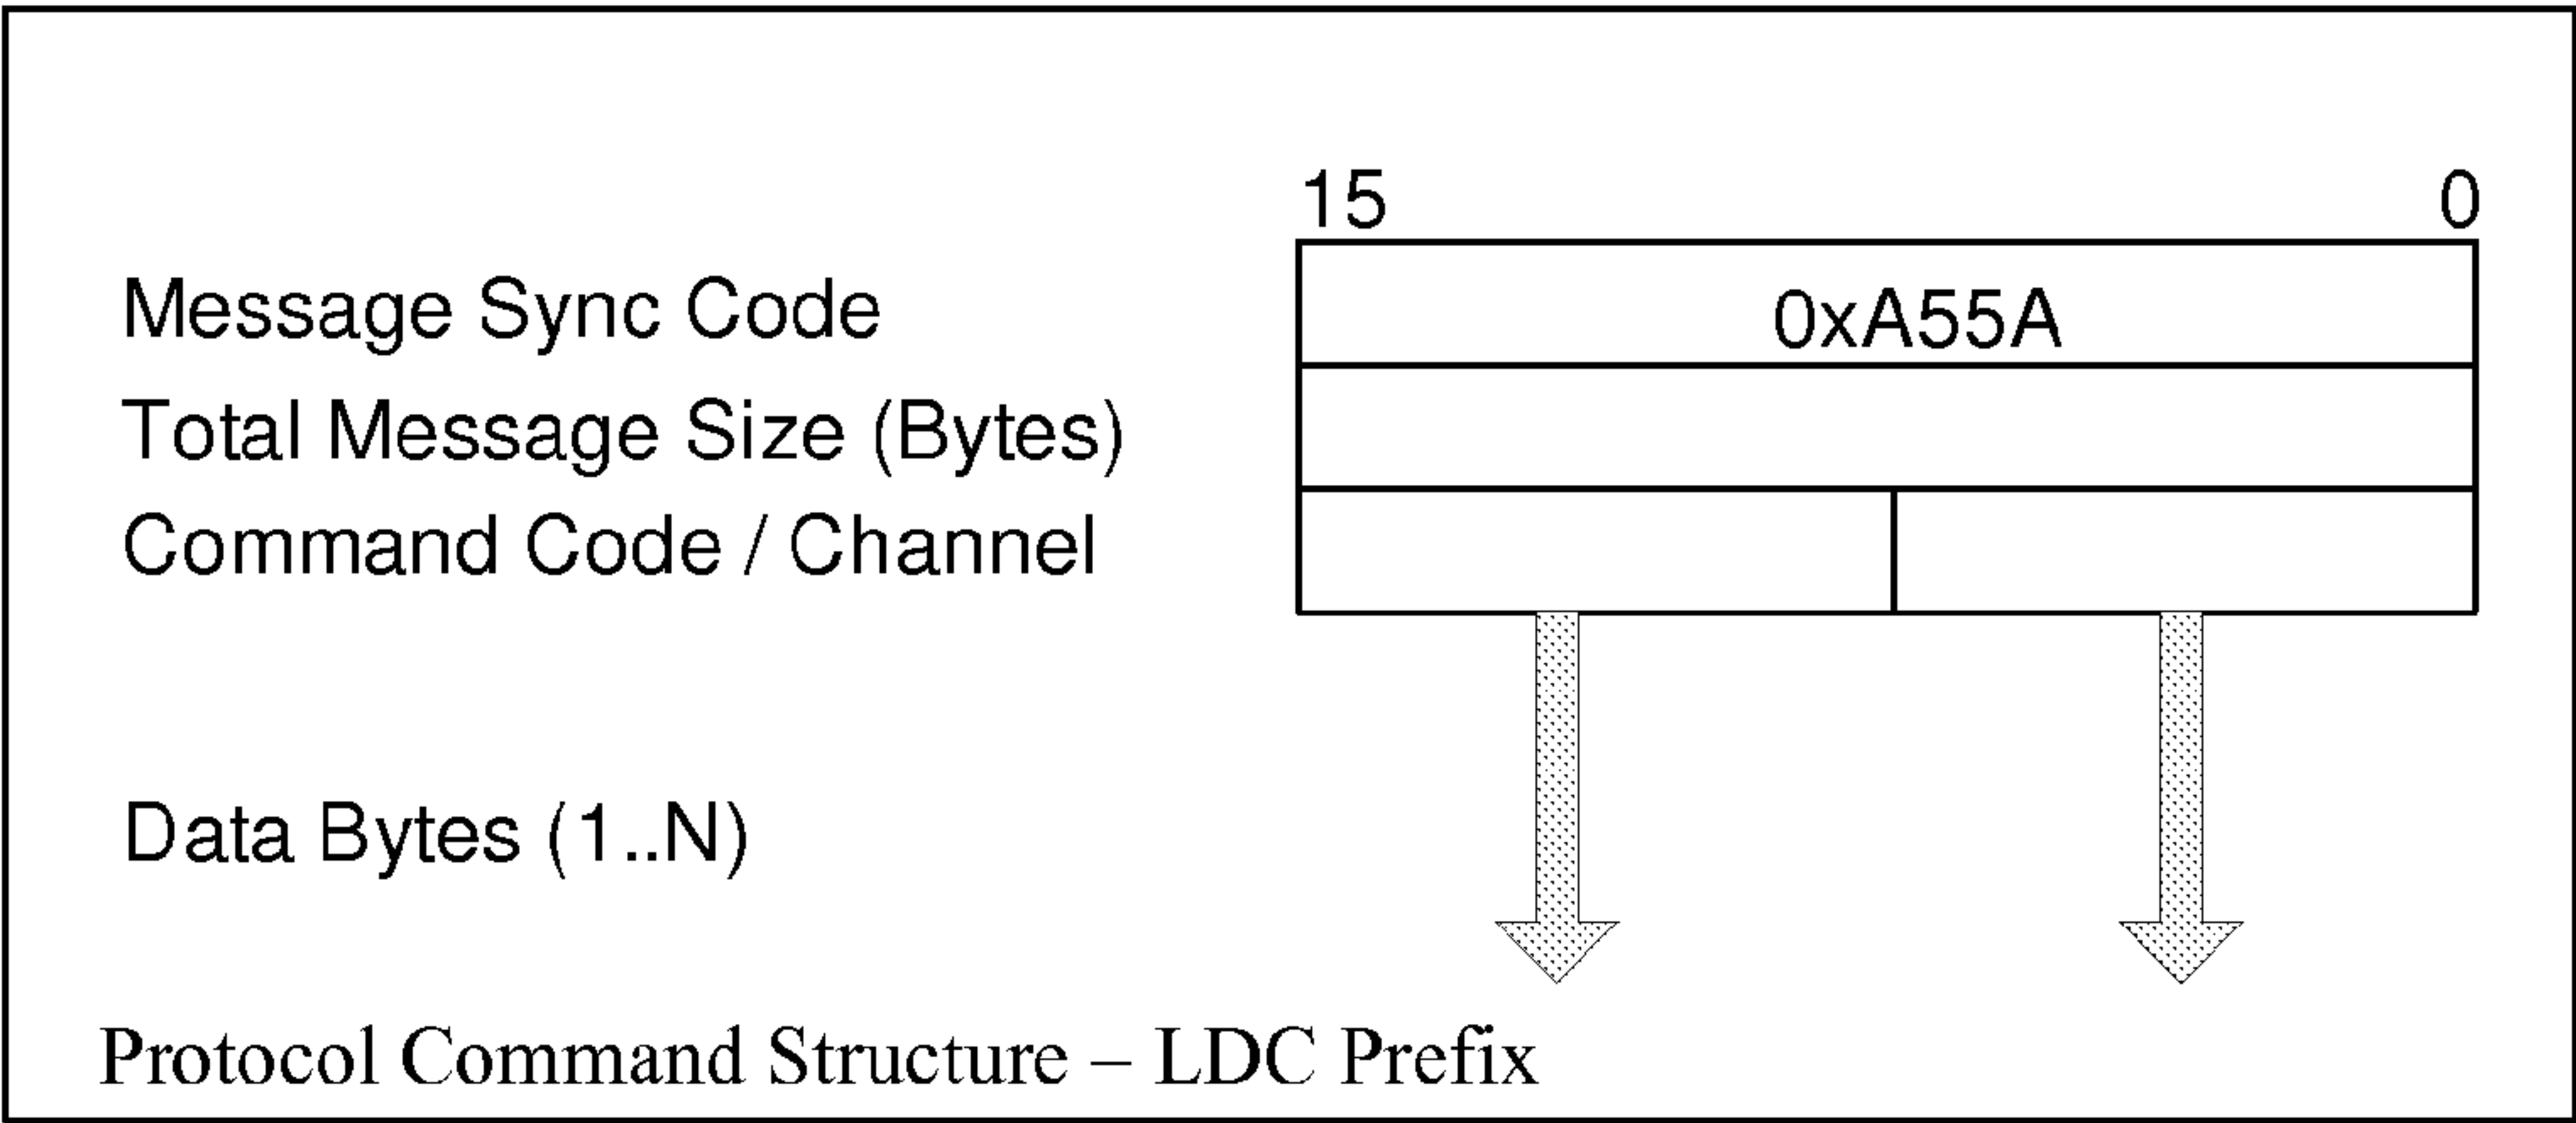 15 0
Message Sync Code 0xA55A
Total Message Size (Bytes)
Command Code / Channel
Data Bytes (1..N)
Protocol Command Structure – LDC Prefix